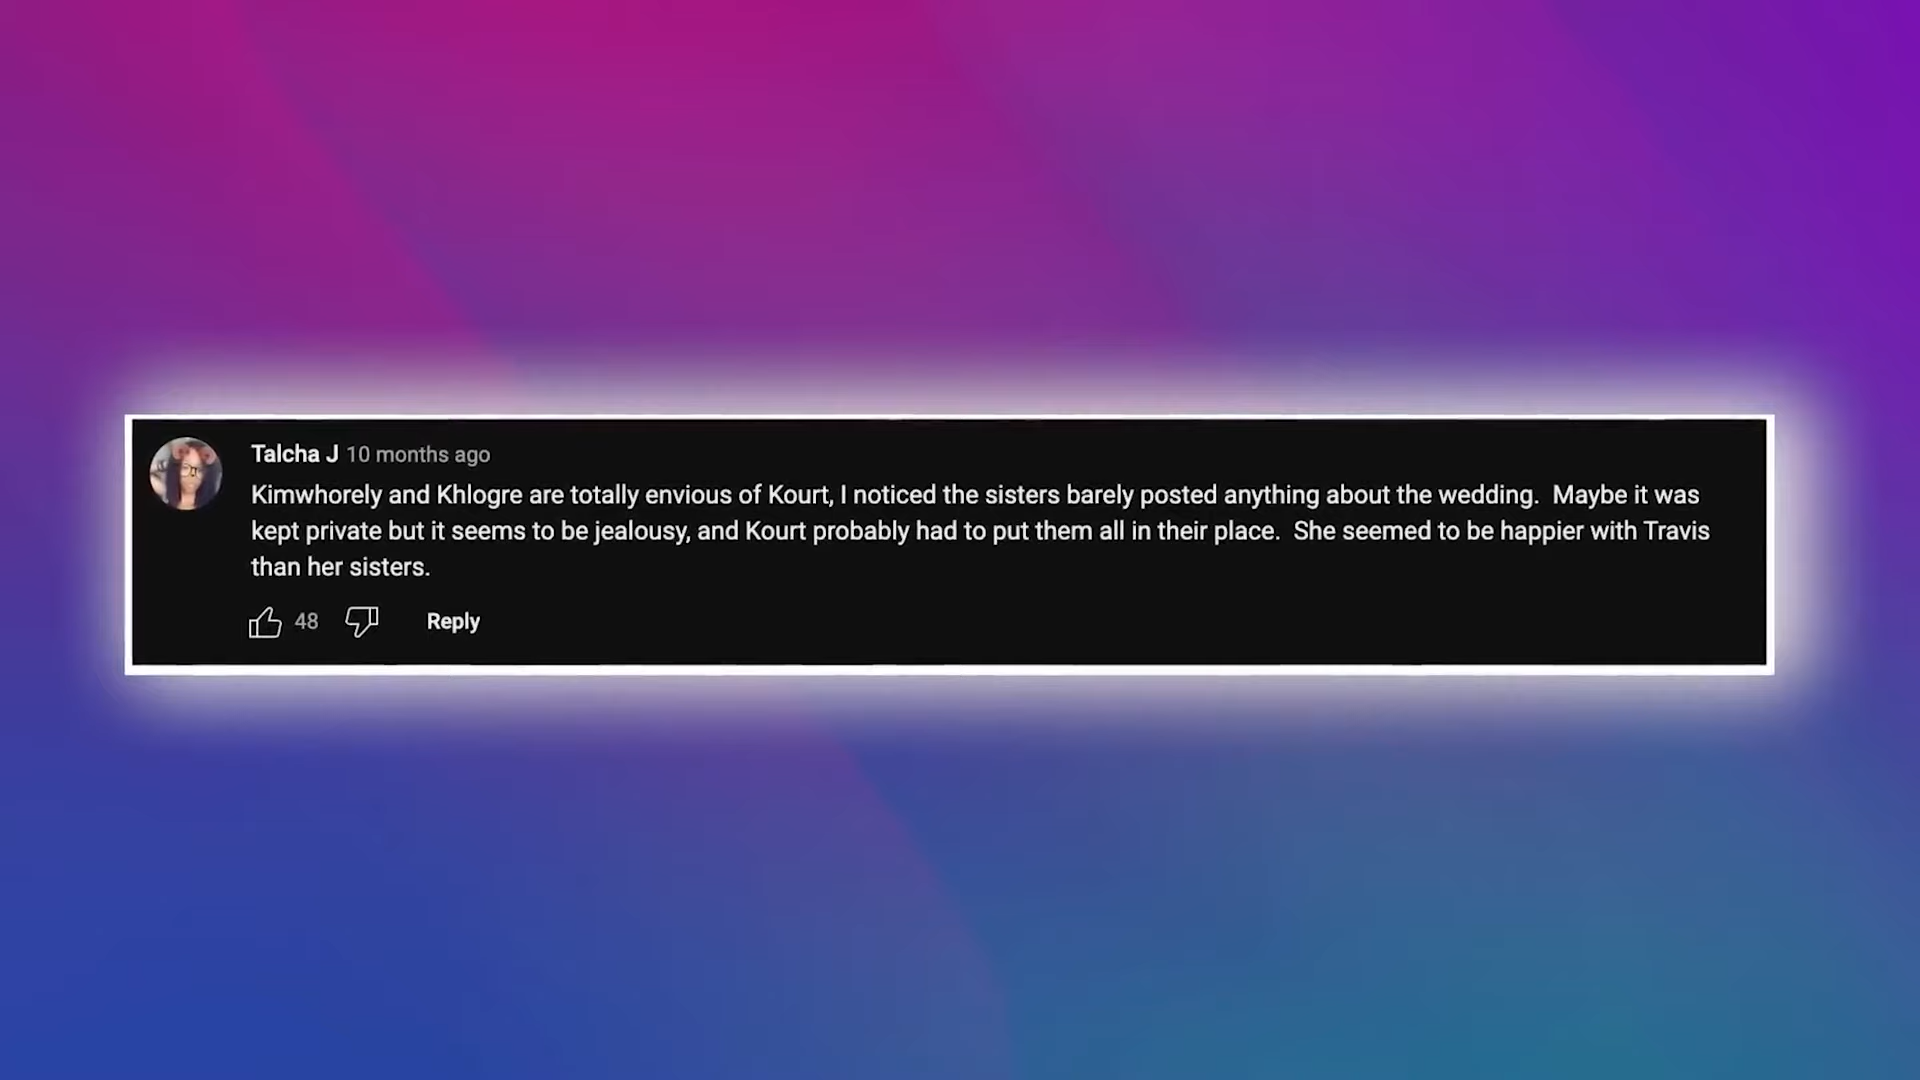 Talcha J 10 months ago
Kimwhorely and Khlogre are totally envious of Kourt, I noticed the sisters barely posted anything about the wedding.  Maybe it was
kept private but it seems to be jealousy, and Kourt probably had to put them all in their place.  She seemed to be happier with Travis
than her sisters.
48 Reply